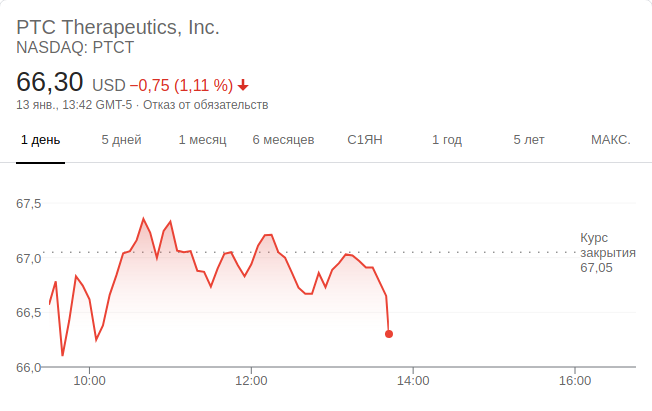 PTC Therapeutics, Inc.
NASDAQ: PTCT
66,30 USD −0,75 (1,11 %)
13 янв., 13:42 GMT-5 · Отказ от обязательств
1 день 5 дней 1 месяц 6 месяцев С1ЯН 1 год 5 лет МАКС.
67,5
67,0
66,5
66,0
Курс
закрытия
67,05
10:00 12:00 14:00 16:00